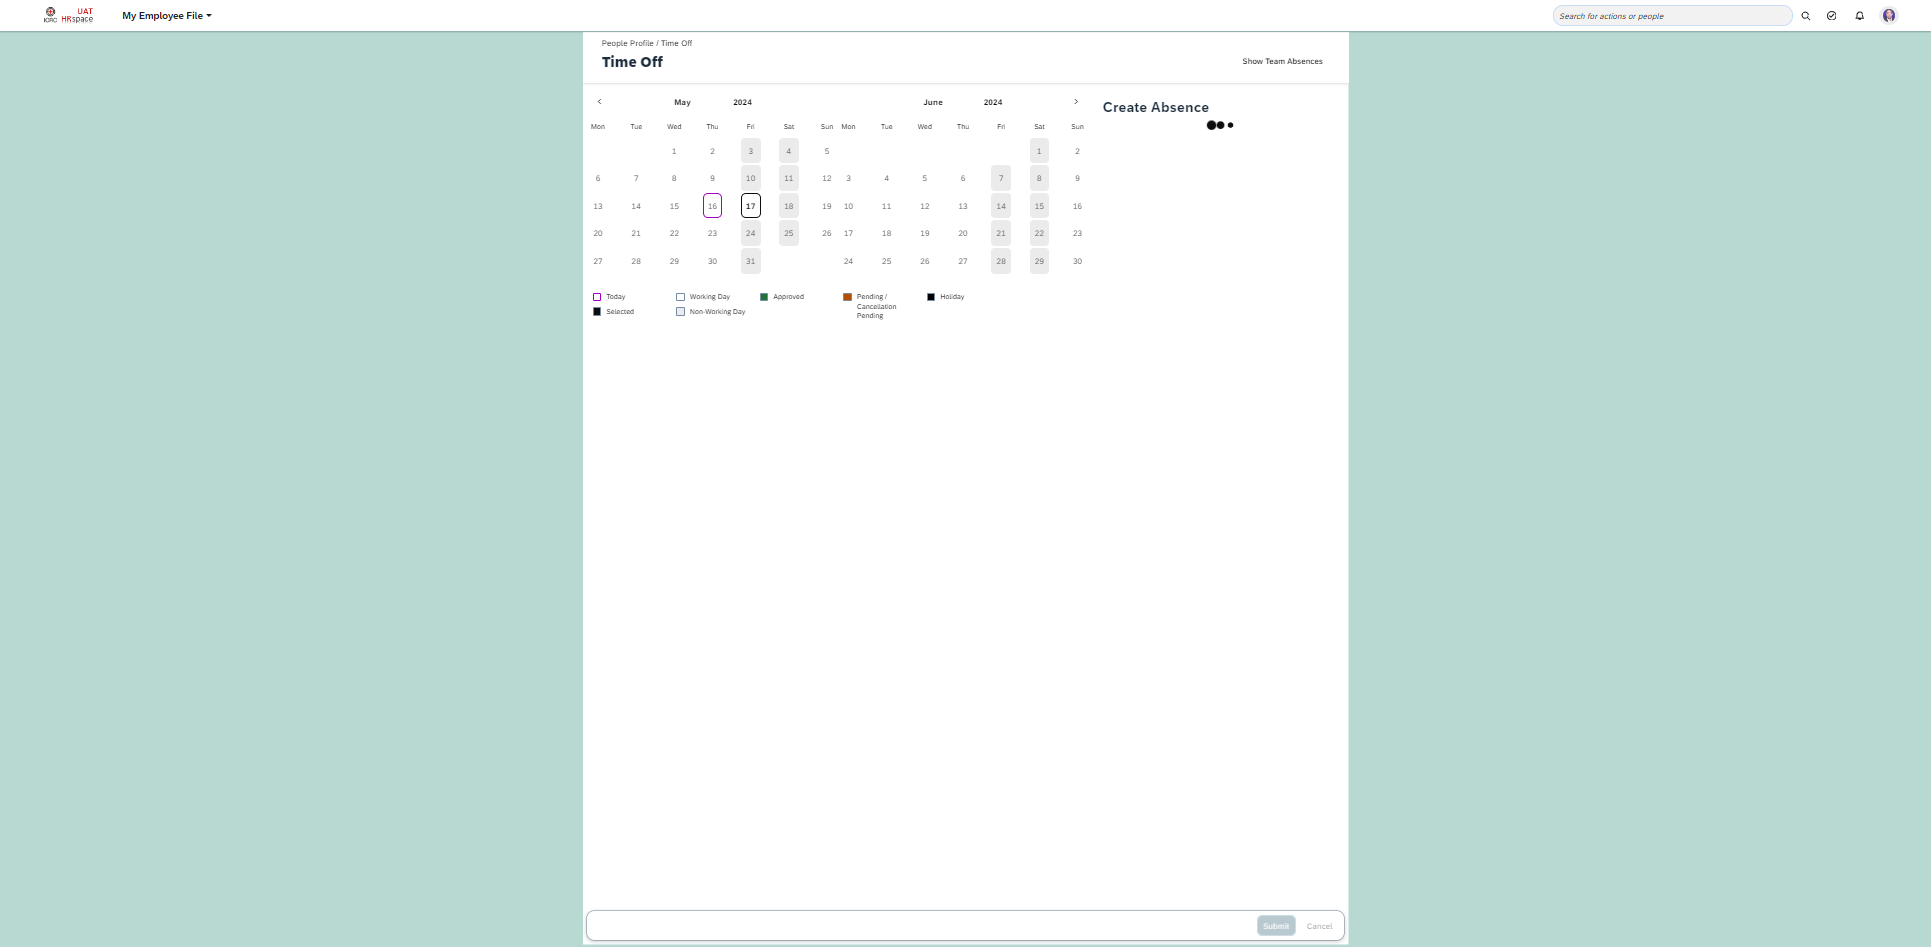 ICRC
UAT
HRspace
My Employee File
Search for actions or people
People Profile / Time Off
Time Off
Show Team Absences
May 2024
June 2024
Create Absence
Mon Tue Wed Thu Fri Sat Sun
Mon Tue Wed Thu Fri Sat Sun
1 2 3 4 5
1 2
6 7 8 9 10 11 12
3 4 5 6 7 8 9
13 14 15 16 17 18 19
10 11 12 13 14 15 16
20 21 22 23 24 25 26
17 18 19 20 21 22 23
27 28 29 30 31
24 25 26 27 28 29 30
Today
Working Day
Approved
Pending /
Cancellation
Pending
Holiday
Selected
Non-Working Day
Submit
Cancel